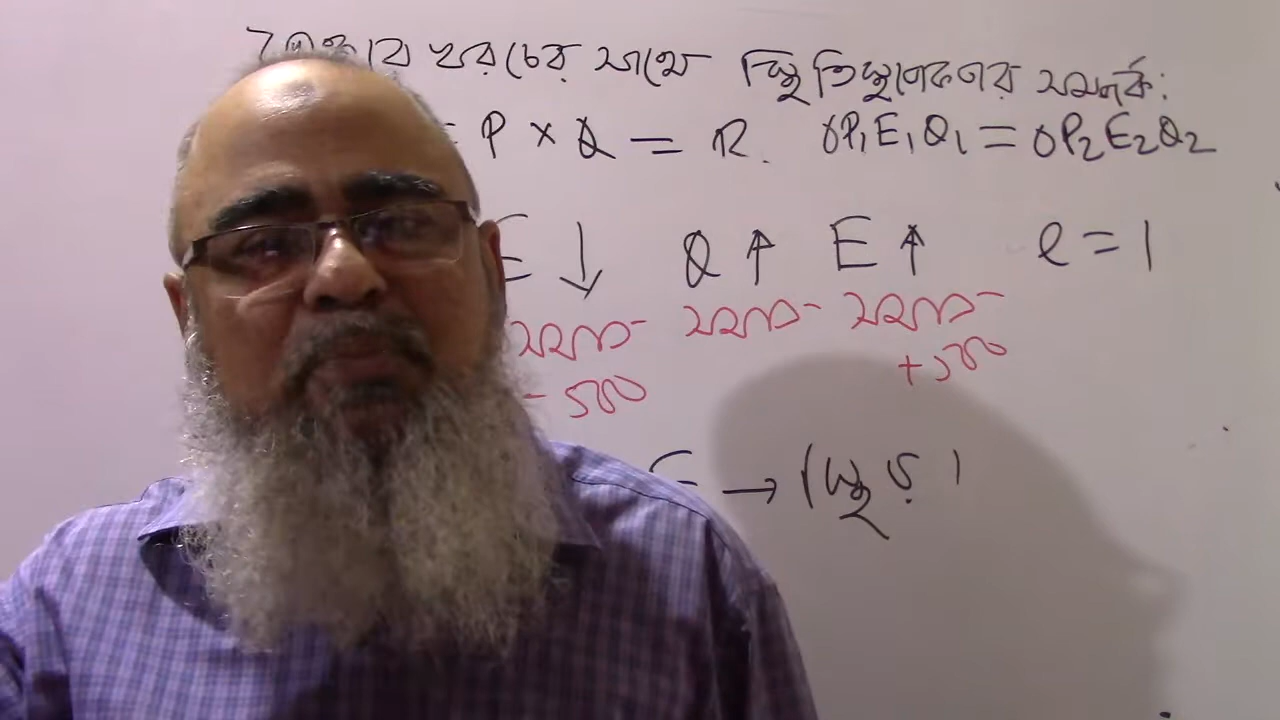 খরচের সাথে স্থিতিস্থাপকতার সম্পর্ক:
= P × Q = R. OP₁E₁Q₁ = OP₂E₂Q₂
E ↓ Q ↑ E ↑ e = 1
সমান সমান সমান
- ১০০ + ১০০
E → স্থির।